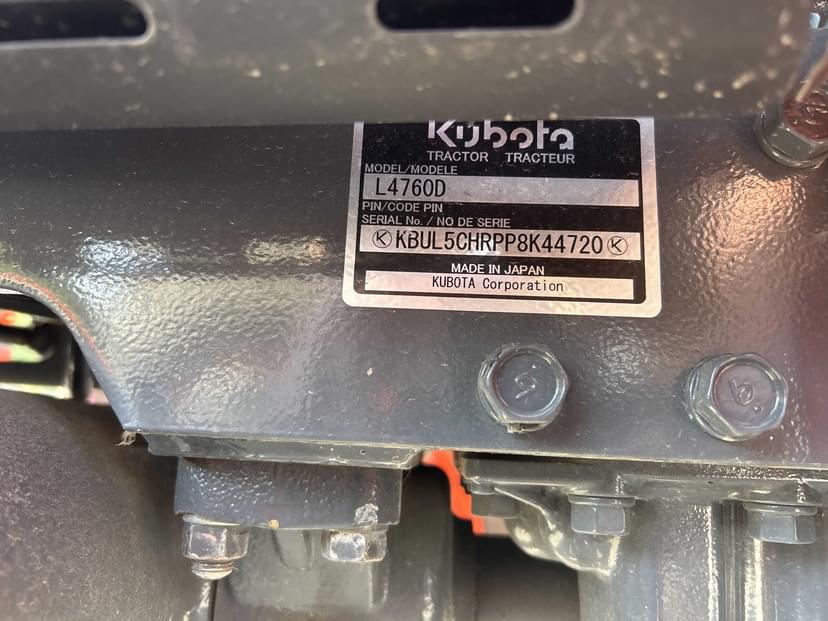 Kubota
TRACTOR TRACTEUR
MODEL/MODELE
L4760D
PIN/CODE PIN
SERIAL No. / NO DE SERIE
KBUL5CHRPP8K44720
MADE IN JAPAN
KUBOTA Corporation